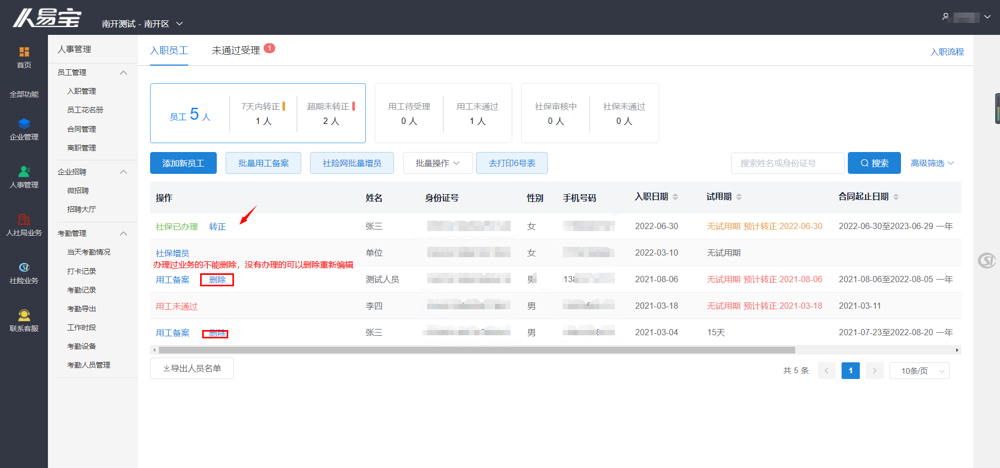 人易宝
南开测试 - 南开区
首页
全部功能
企业管理
人事管理
人社局业务
社险业务
联系客服
人事管理
员工管理
入职管理
员工花名册
合同管理
离职管理
企业招聘
微招聘
招聘大厅
考勤管理
当天考勤情况
打卡记录
考勤记录
考勤导出
工作时段
考勤设备
考勤人员管理
入职员工 未通过受理 1
入职流程
员工 5 人
7天内转正
1 人
超期未转正
2 人
用工待受理
0 人
用工未通过
1 人
社保审核中
0 人
社保未通过
0 人
添加新员工 批量用工备案 社险网批量增员 批量操作 去打印6号表 搜索姓名或身份证号 搜索 高级筛选
操作 姓名 身份证号 性别 手机号码 入职日期 试用期 合同起止日期
社保已办理 转正 张三 女 2022-06-30 无试用期 预计转正:2022-06-30 2022-06-30至2023-06-29 一年
社保增员 单位 女 2022-03-10 无试用期
办理过业务的不能删除，没有办理的可以删除重新编辑
用工备案 删除 测试人员 男 138 2021-08-06 无试用期 预计转正:2021-08-06 2021-08-06至2022-08-05 一年
用工未通过 李四 男 2021-03-18 无试用期 预计转正:2021-03-18 2021-03-11
用工备案 删除 张三 男 2021-03-04 15天 2021-07-23至2022-08-20 一年
导出人员名单
共 5 条 1 10条/页